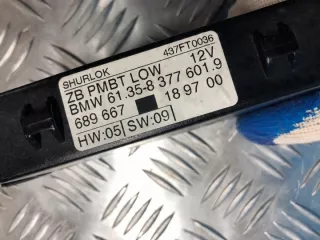 SHURLOK 437FT0036
ZB PMBT LOW 12V
BMW 61.35-8 377 601.9
689 667 18 97 00
HW:05 SW:09